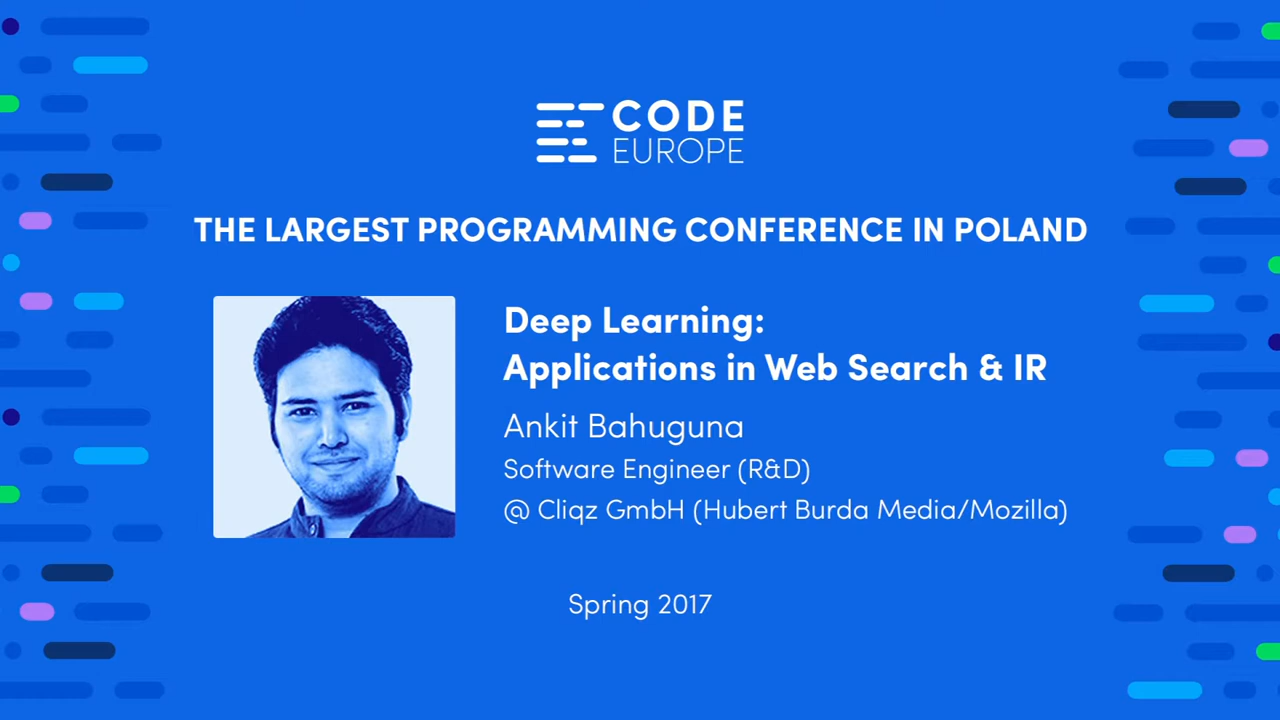 CODE
EUROPE
THE LARGEST PROGRAMMING CONFERENCE IN POLAND
Deep Learning:
Applications in Web Search & IR
Ankit Bahuguna
Software Engineer (R&D)
@ Cliqz GmbH (Hubert Burda Media/Mozilla)
Spring 2017